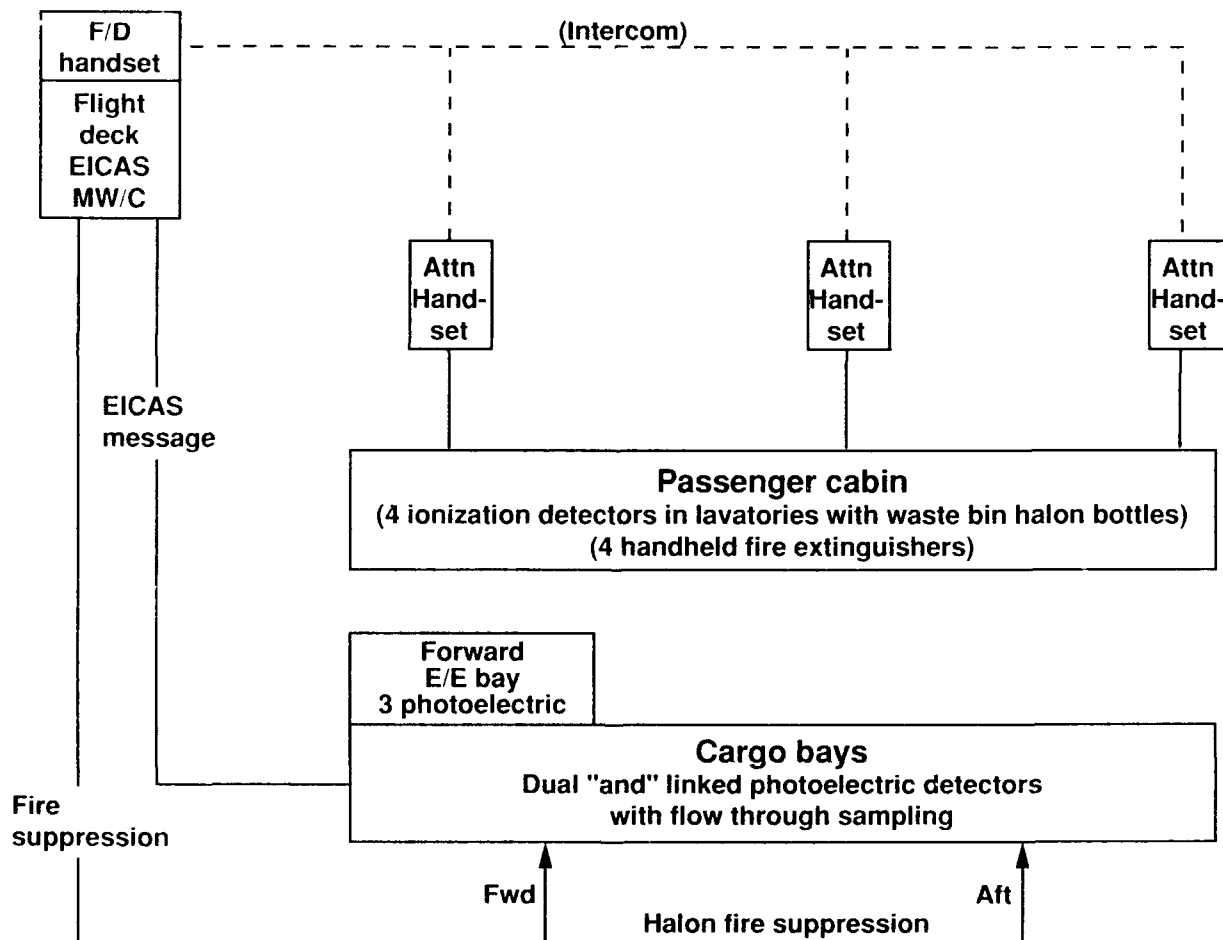 F/D
handset
(Intercom)
Flight
deck
EICAS
MW/C
Attn
Hand-
set
Attn
Hand-
set
Attn
Hand-
set
EICAS
message
Passenger cabin
(4 ionization detectors in lavatories with waste bin halon bottles)
(4 handheld fire extinguishers)
Forward
E/E bay
3 photoelectric
Cargo bays
Dual "and" linked photoelectric detectors
with flow through sampling
Fire
suppression
Fwd
Aft
Halon fire suppression